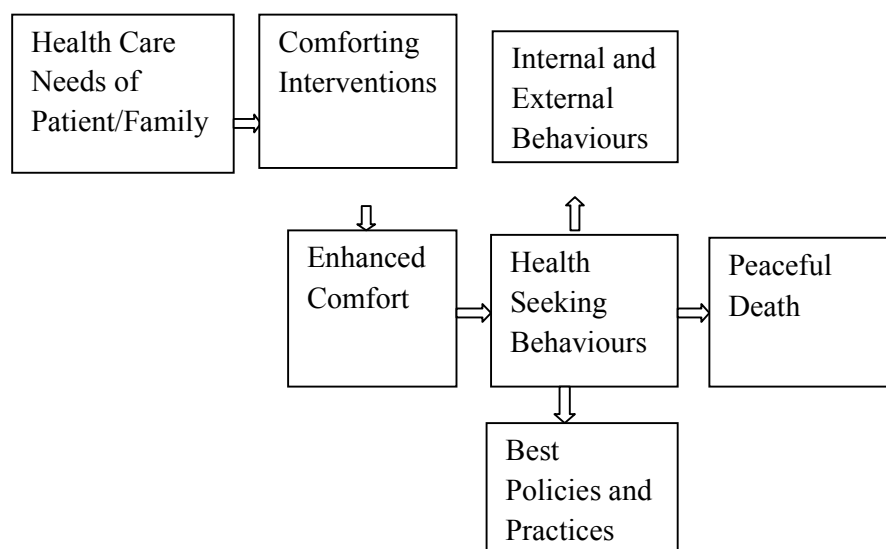 Health Care
Needs of
Patient/Family
Comforting
Interventions
Internal and
External
Behaviours
Enhanced
Comfort
Health
Seeking
Behaviours
Peaceful
Death
Best
Policies and
Practices